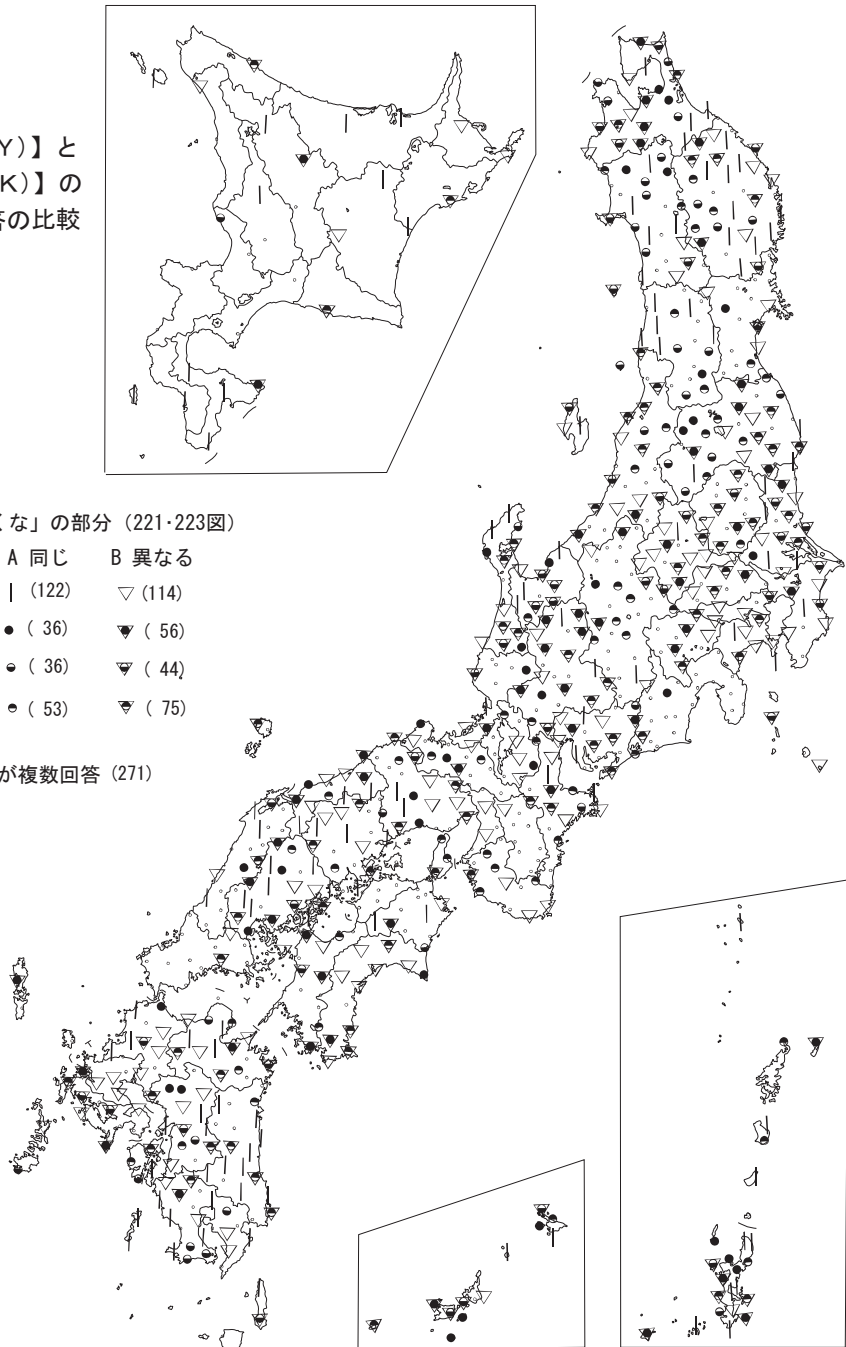 Y)】と
K)】の
答の比較
くな」の部分 (221・223図)
A 同じ B 異なる
| (122) ▽ (114)
● ( 36) ( 56)
( 36) ( 44)
( 53) ( 75)
が複数回答 (271)